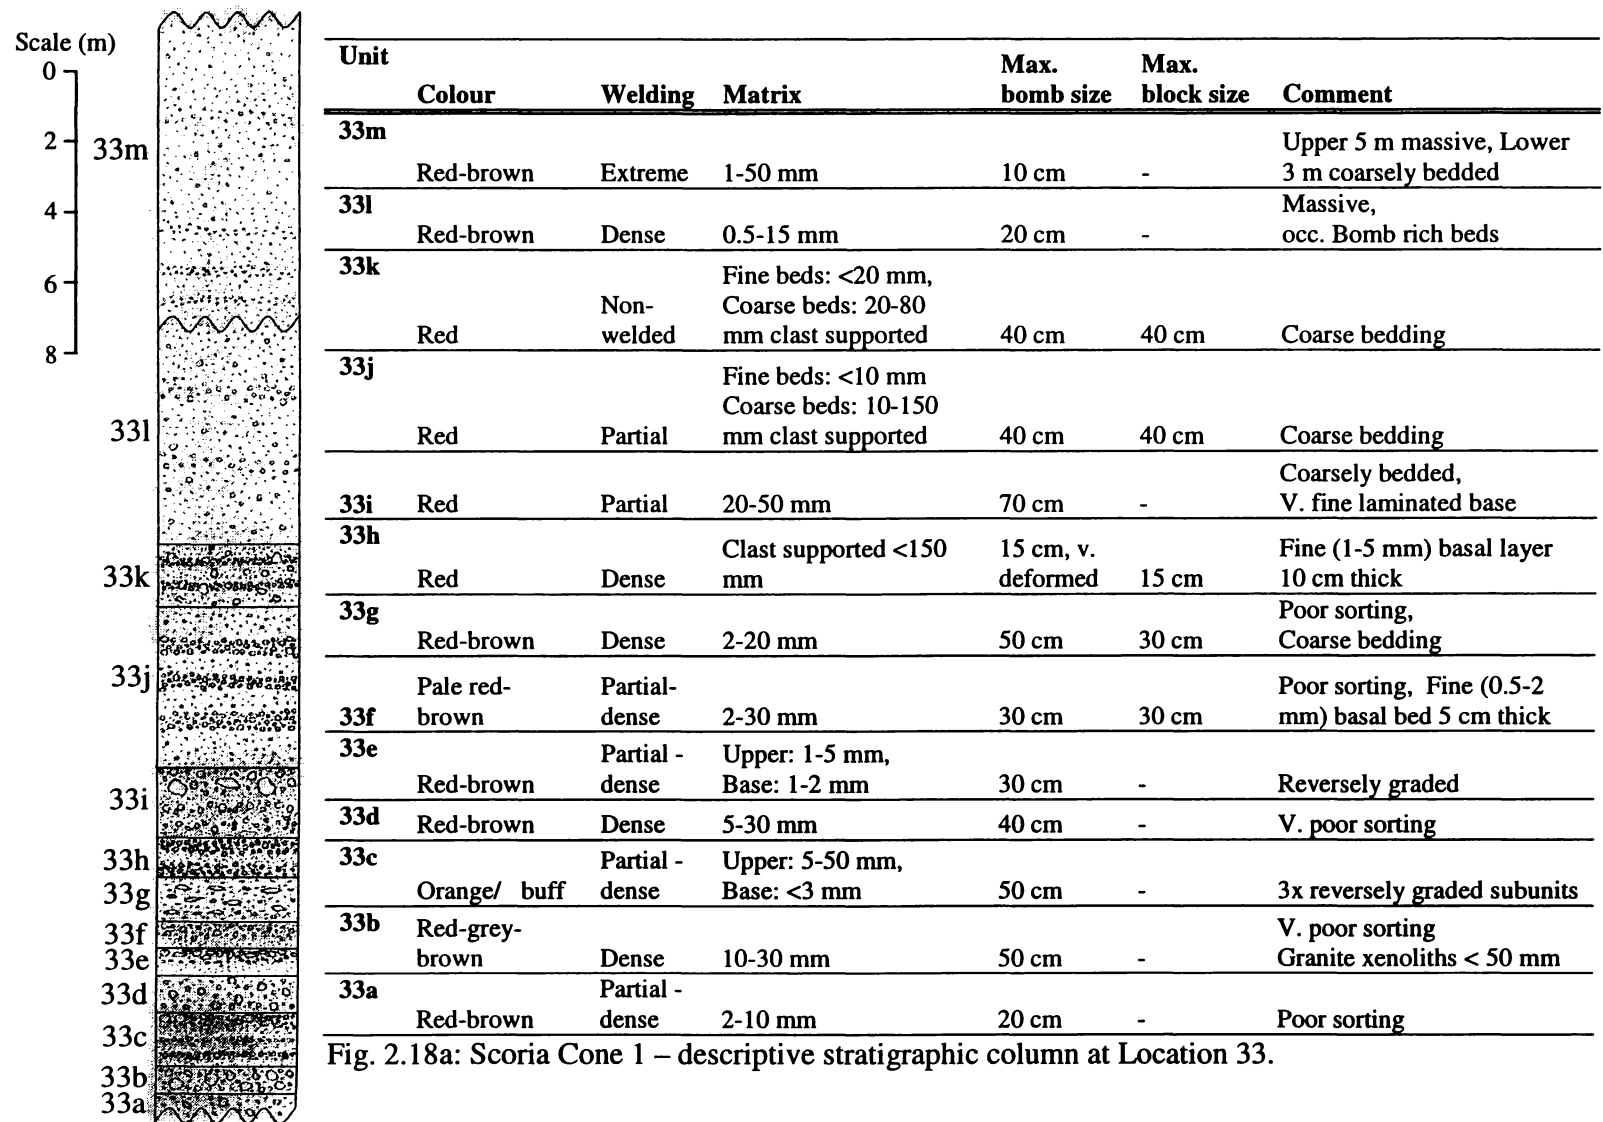 Scale (m)
0
2
4
6
8
33m
33l
33k
33j
33i
33h
33g
33f
33e
33d
33c
33b
33a
Unit
Colour Welding Matrix Max. bomb size Max. block size Comment
33m
Upper 5 m massive, Lower
Red-brown Extreme 1-50 mm 10 cm - 3 m coarsely bedded
33l
Massive,
Red-brown Dense 0.5-15 mm 20 cm - occ. Bomb rich beds
33k
Fine beds: <20 mm,
Non- Coarse beds: 20-80
Red welded mm clast supported 40 cm 40 cm Coarse bedding
33j
Fine beds: <10 mm
Coarse beds: 10-150
Red Partial mm clast supported 40 cm 40 cm Coarse bedding
Coarsely bedded,
33i Red Partial 20-50 mm 70 cm - V. fine laminated base
33h
Clast supported <150 15 cm, v. Fine (1-5 mm) basal layer
Red Dense mm deformed 15 cm 10 cm thick
33g
Poor sorting,
Red-brown Dense 2-20 mm 50 cm 30 cm Coarse bedding
Pale red- Partial- Poor sorting, Fine (0.5-2
33f brown dense 2-30 mm 30 cm 30 cm mm) basal bed 5 cm thick
33e
Partial - Upper: 1-5 mm,
Red-brown dense Base: 1-2 mm 30 cm - Reversely graded
33d
Red-brown Dense 5-30 mm 40 cm - V. poor sorting
33c
Partial - Upper: 5-50 mm,
Orange/ buff dense Base: <3 mm 50 cm - 3x reversely graded subunits
33b
Red-grey- V. poor sorting
brown Dense 10-30 mm 50 cm - Granite xenoliths < 50 mm
33a
Partial -
Red-brown dense 2-10 mm 20 cm - Poor sorting
Fig. 2.18a: Scoria Cone 1 – descriptive stratigraphic column at Location 33.